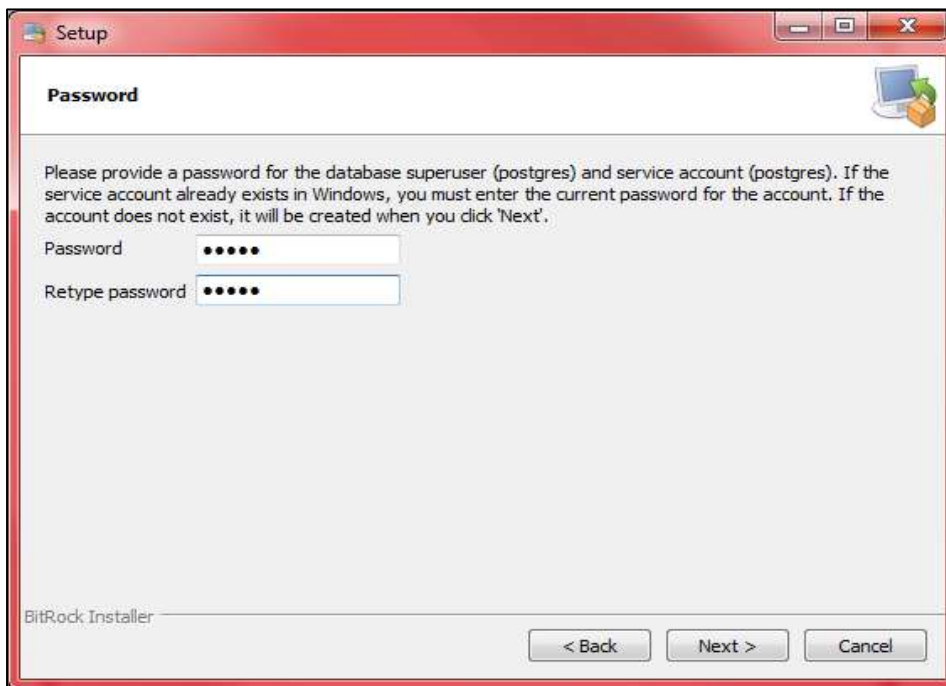 Setup
Password
Please provide a password for the database superuser (postgres) and service account (postgres). If the
service account already exists in Windows, you must enter the current password for the account. If the
account does not exist, it will be created when you click 'Next'.
Password •••••
Retype password •••••
BitRock Installer
< Back Next > Cancel